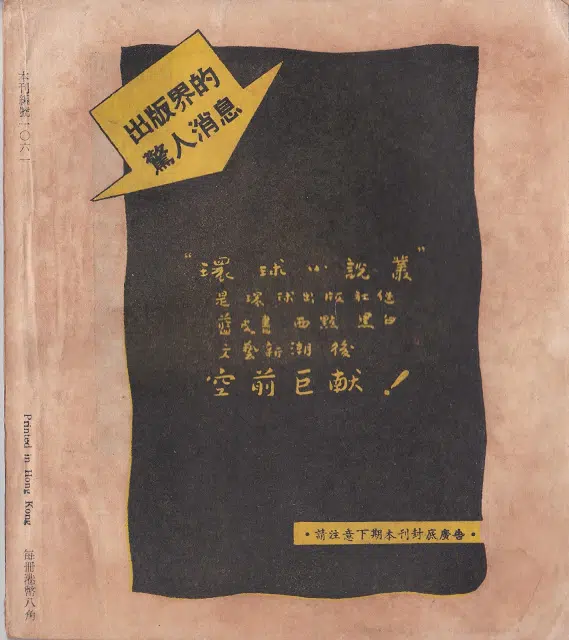 本刊編號一〇六一
出版界的
驚人消息
“環球小說叢”
是環球出版社継
藍皮書 西點 黑白
文藝新潮 後
空前巨献！
·請注意下期本刊封底廣告·
Printed in Hong Kong
每冊港幣八角